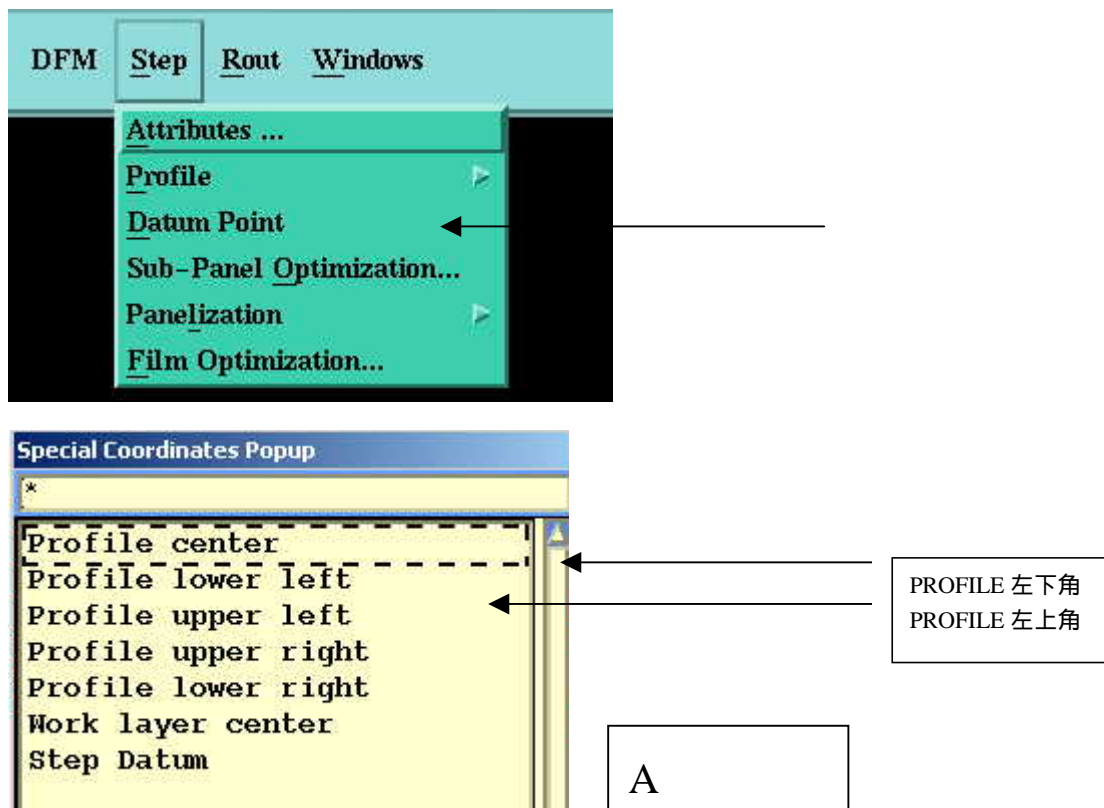 DFM Step Rout Windows
Attributes ...
Profile
Datum Point
Sub-Panel Optimization...
Panelization
Film Optimization...
Special Coordinates Popup
*
Profile center
Profile lower left
Profile upper left
Profile upper right
Profile lower right
Work layer center
Step Datum
PROFILE 左下角
PROFILE 左上角
A